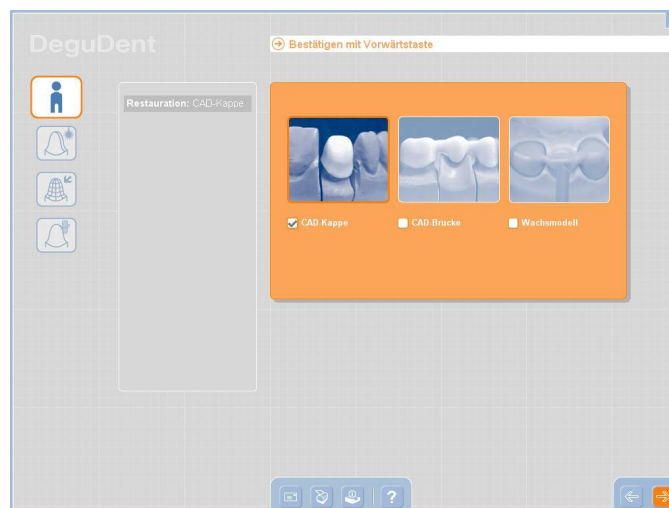 DeguDent
Bestätigen mit Vorwärtstaste
Restauration: CAD-Kappe
CAD-Kappe
CAD-Brücke
Wachsmodell
?